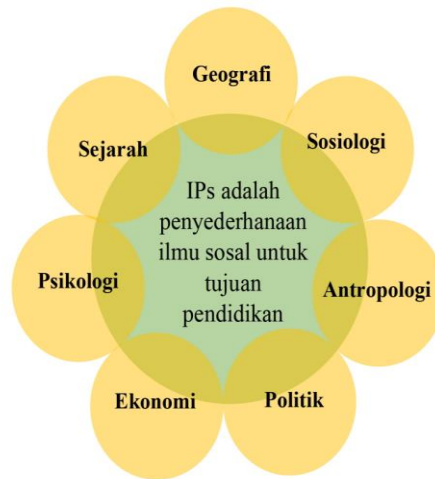 Geografi
Sejarah
Sosiologi
IPs adalah
penyederhanaan
ilmu sosal untuk
tujuan
pendidikan
Psikologi
Antropologi
Ekonomi
Politik